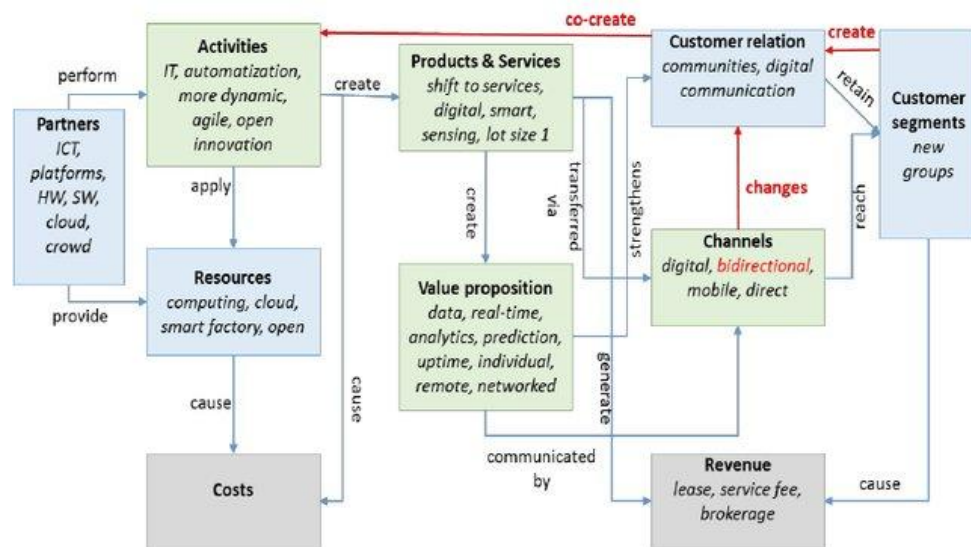 co-create
create
Activities
IT, automatization,
more dynamic,
agile, open
innovation
perform
create
Products & Services
shift to services,
digital, smart,
sensing, lot size 1
Customer relation
communities, digital
communication
retain
Customer
segments
new
groups
Partners
ICT,
platforms,
HW, SW,
cloud,
crowd
apply
create
transferred
via
strengthens
changes
reach
Channels
digital, bidirectional,
mobile, direct
Resources
computing, cloud,
smart factory, open
provide
Value proposition
data, real-time,
analytics, prediction,
uptime, individual,
remote, networked
cause
cause
generate
communicated
by
Costs
Revenue
lease, service fee,
brokerage
cause